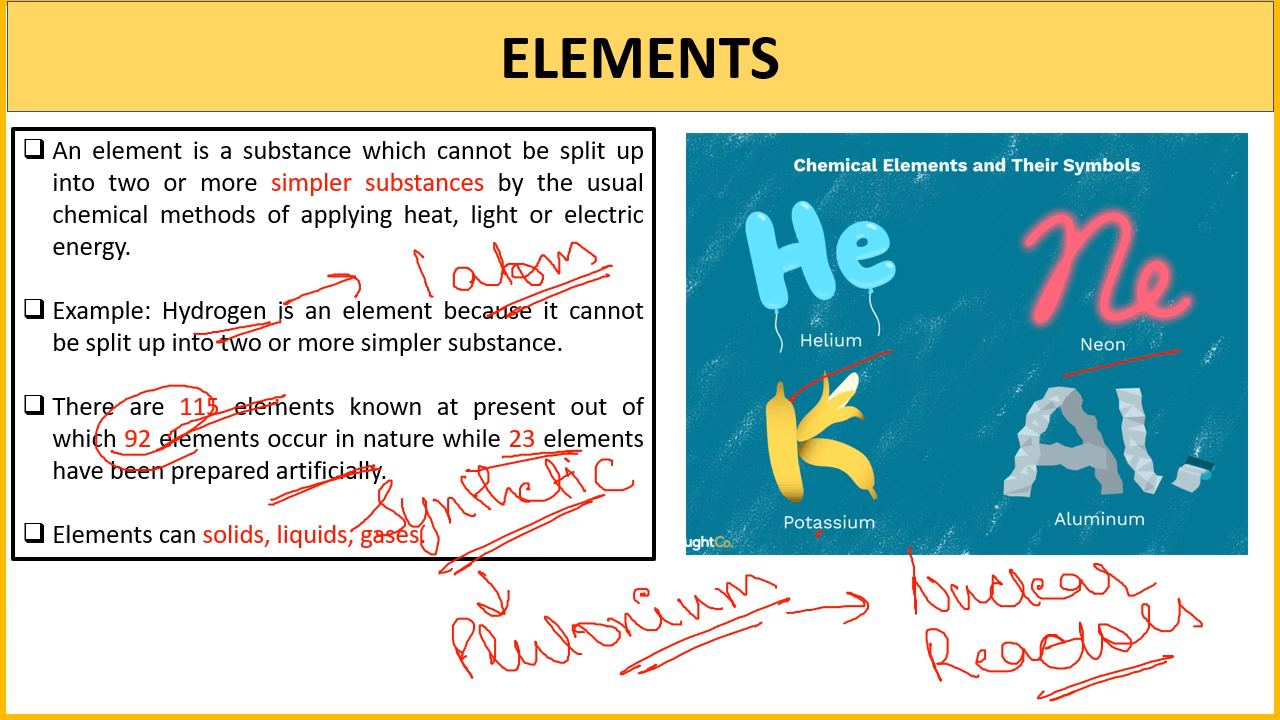 ELEMENTS
❑ An element is a substance which cannot be split up
into two or more simpler substances by the usual
chemical methods of applying heat, light or electric
energy.
1 atom
❑ Example: Hydrogen is an element because it cannot
be split up into two or more simpler substance.
❑ There are 115 elements known at present out of
which 92 elements occur in nature while 23 elements
have been prepared artificially.
Synthetic
❑ Elements can solids, liquids, gases.
Plutonium
Nuclear
Reactors
Chemical Elements and Their Symbols
He
Helium
Ne
Neon
K
Potassium
Al
Aluminum
ughtCo.